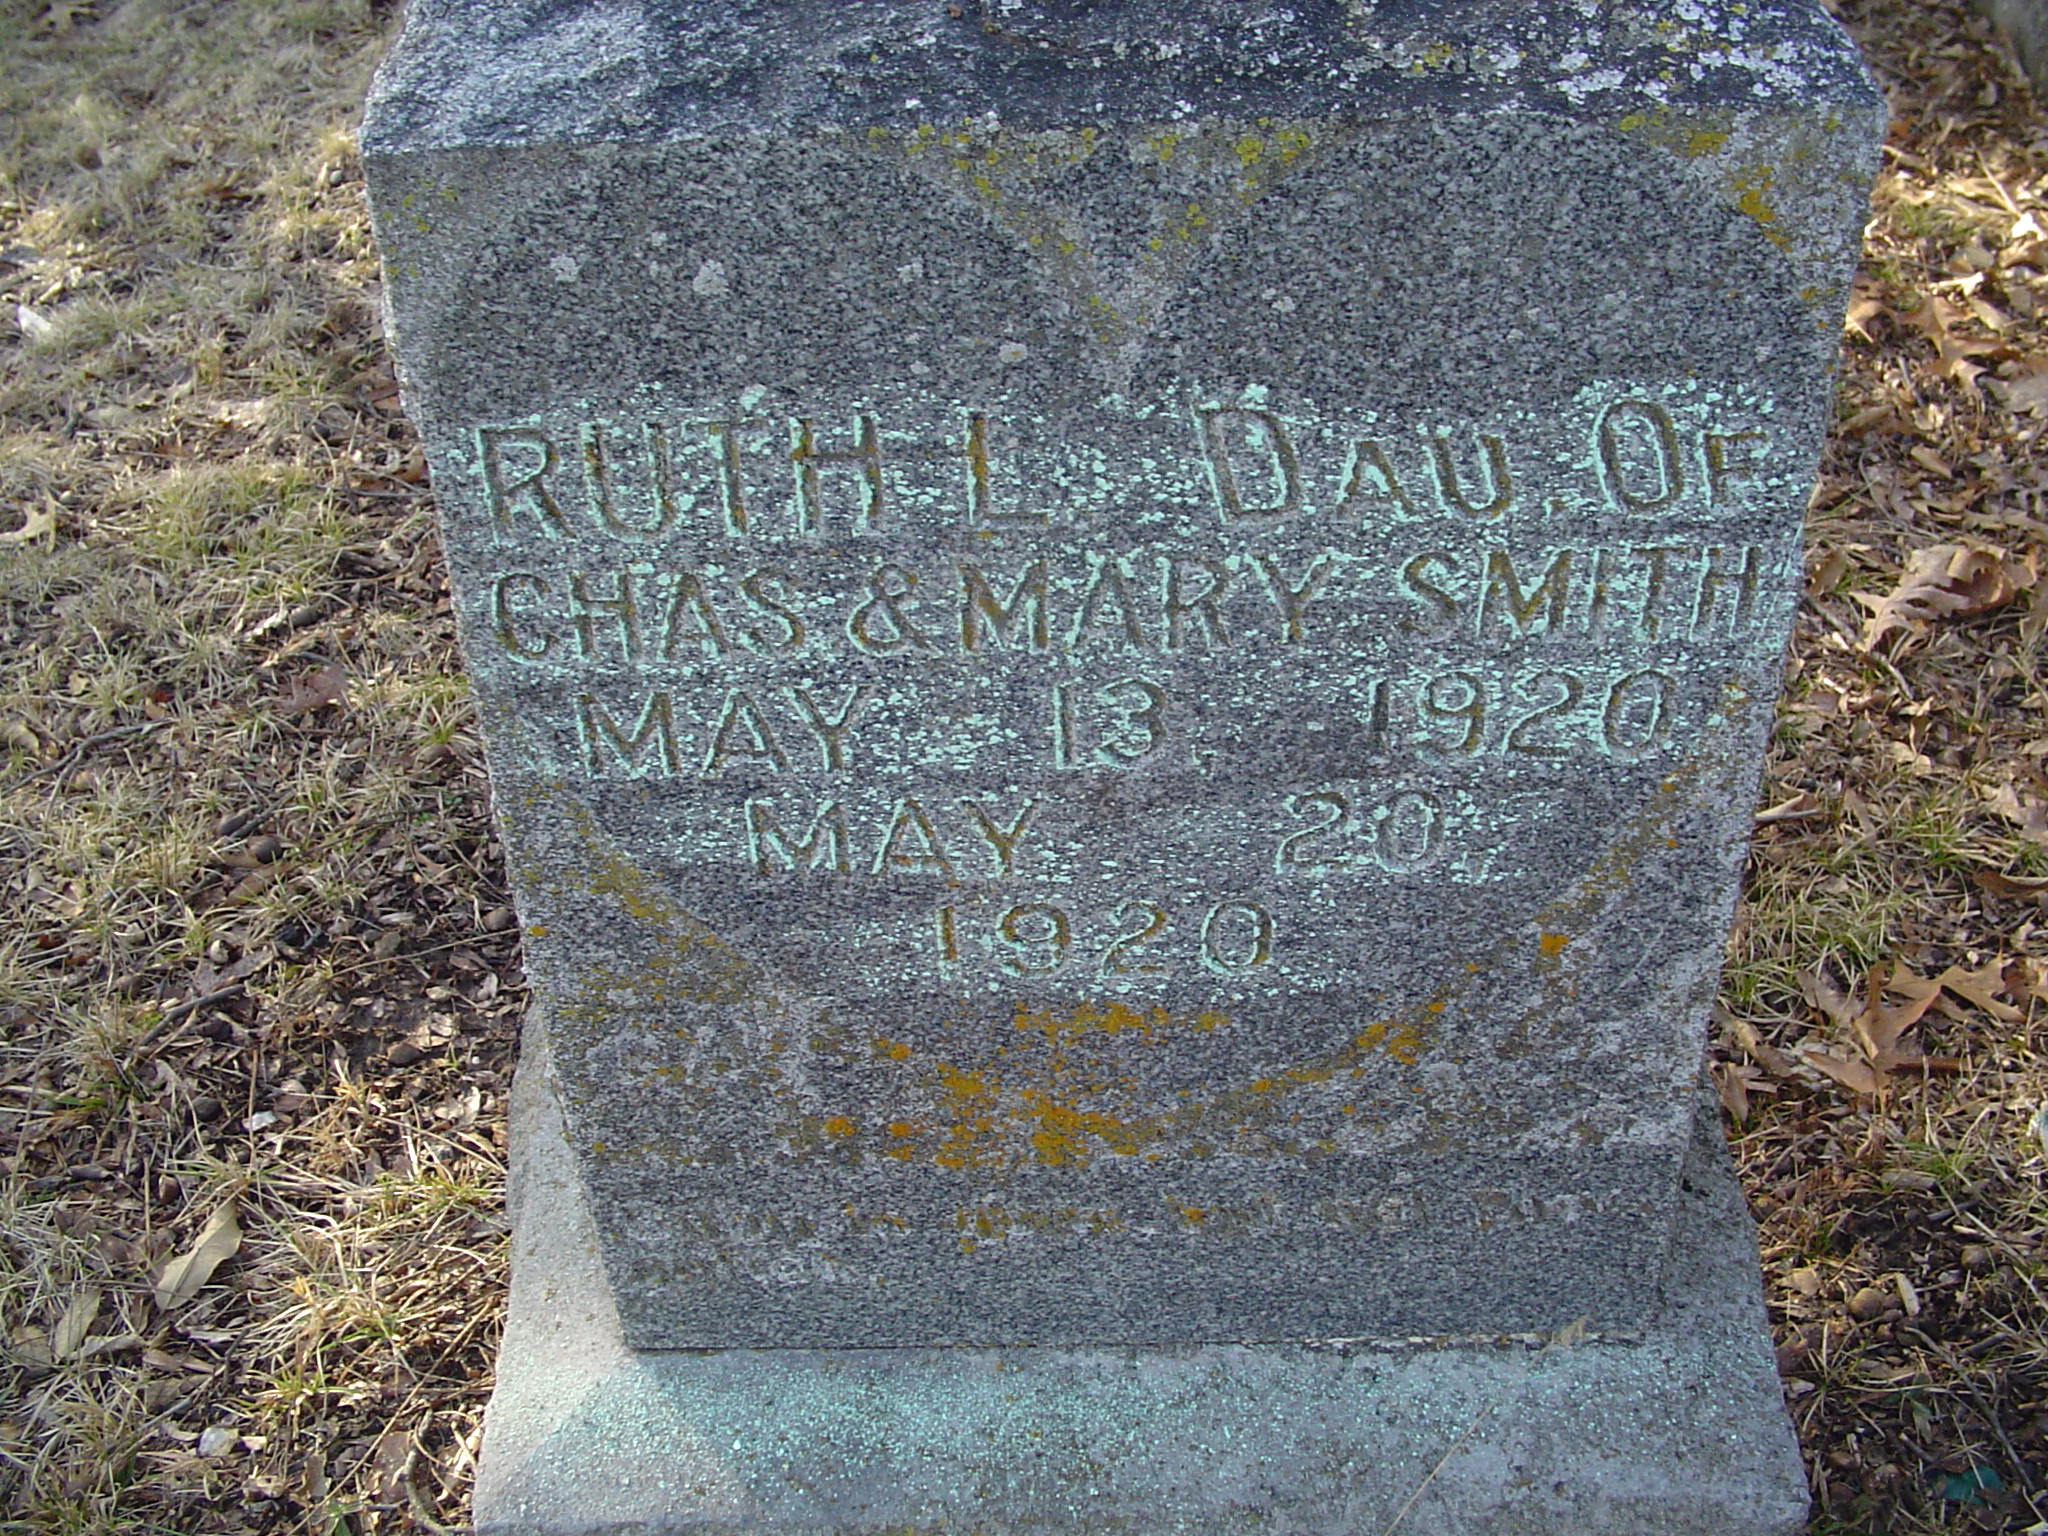 RUTH L. DAU. OF
CHAS. & MARY SMITH
MAY 13, 1920
MAY 20,
1920